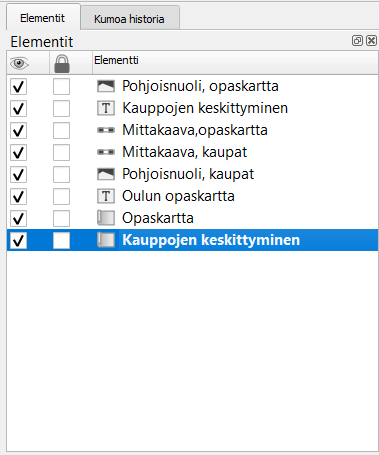 Elementit
Kumoa historia
Elementit
Elementti
Pohjoisnuoli, opaskartta
Kauppojen keskittyminen
Mittakaava,opaskartta
Mittakaava, kaupat
Pohjoisnuoli, kaupat
Oulun opaskartta
Opaskartta
Kauppojen keskittyminen